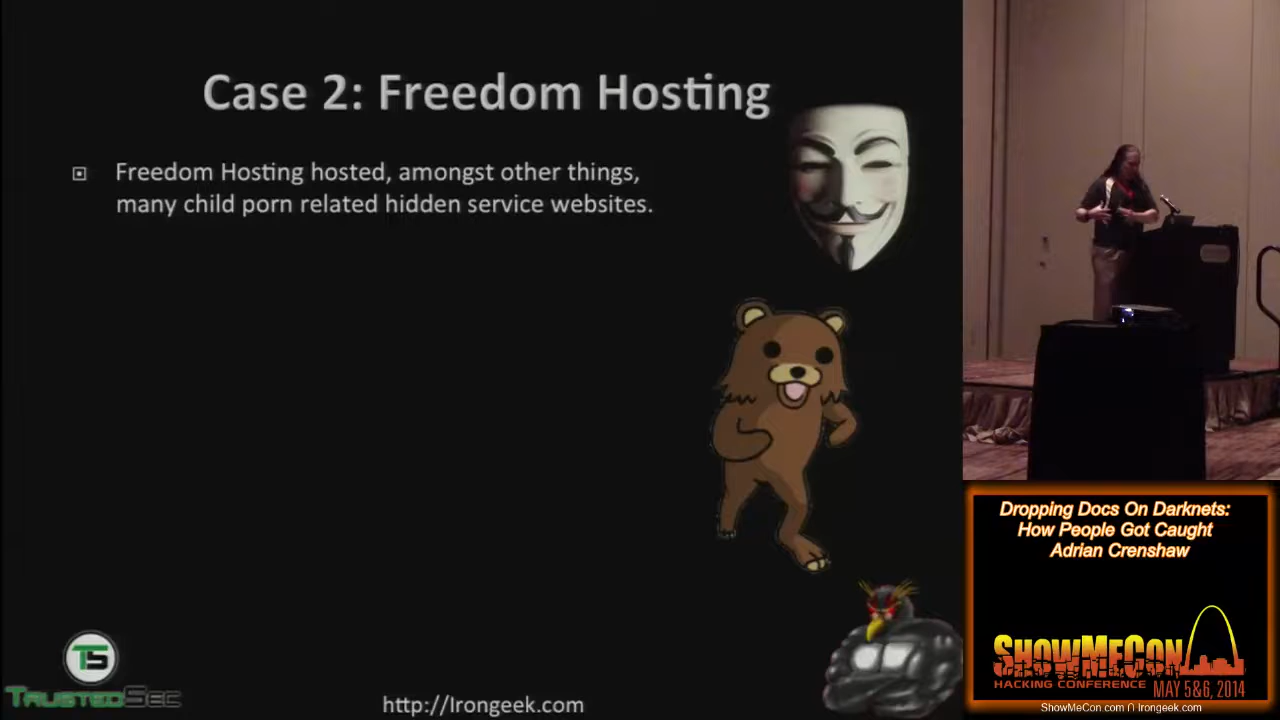 Case 2: Freedom Hosting
Freedom Hosting hosted, amongst other things,
many child porn related hidden service websites.
TS
TRUSTEDSEC
http://Irongeek.com
Dropping Docs On Darknets:
How People Got Caught
Adrian Crenshaw
SHOWMECON
HACKING CONFERENCE
MAY 5&6, 2014
ShowMeCon.com ∩ Irongeek.com